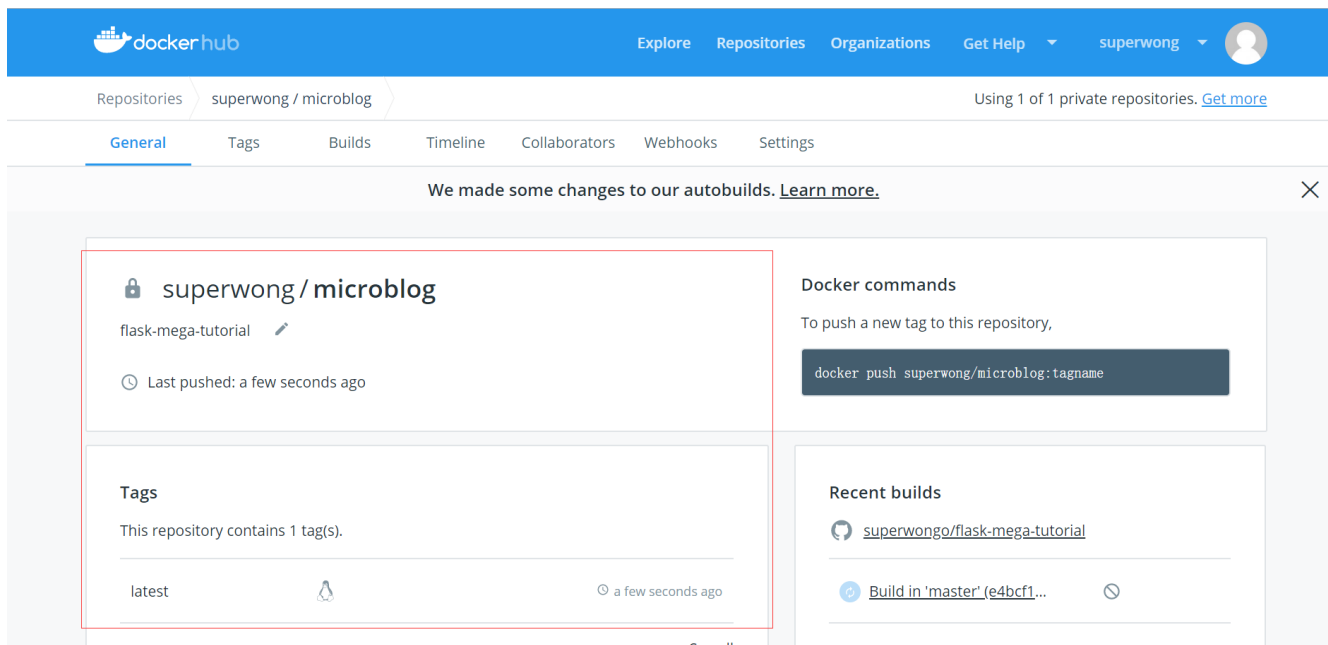 dockerhub Explore Repositories Organizations Get Help superwong
Repositories superwong / microblog Using 1 of 1 private repositories. Get more
General Tags Builds Timeline Collaborators Webhooks Settings
We made some changes to our autobuilds. Learn more.
superwong / microblog
flask-mega-tutorial
Last pushed: a few seconds ago
Docker commands
To push a new tag to this repository,
docker push superwong/microblog:tagname
Tags
This repository contains 1 tag(s).
latest a few seconds ago
Recent builds
superwongo/flask-mega-tutorial
Build in 'master' (e4bcf1...